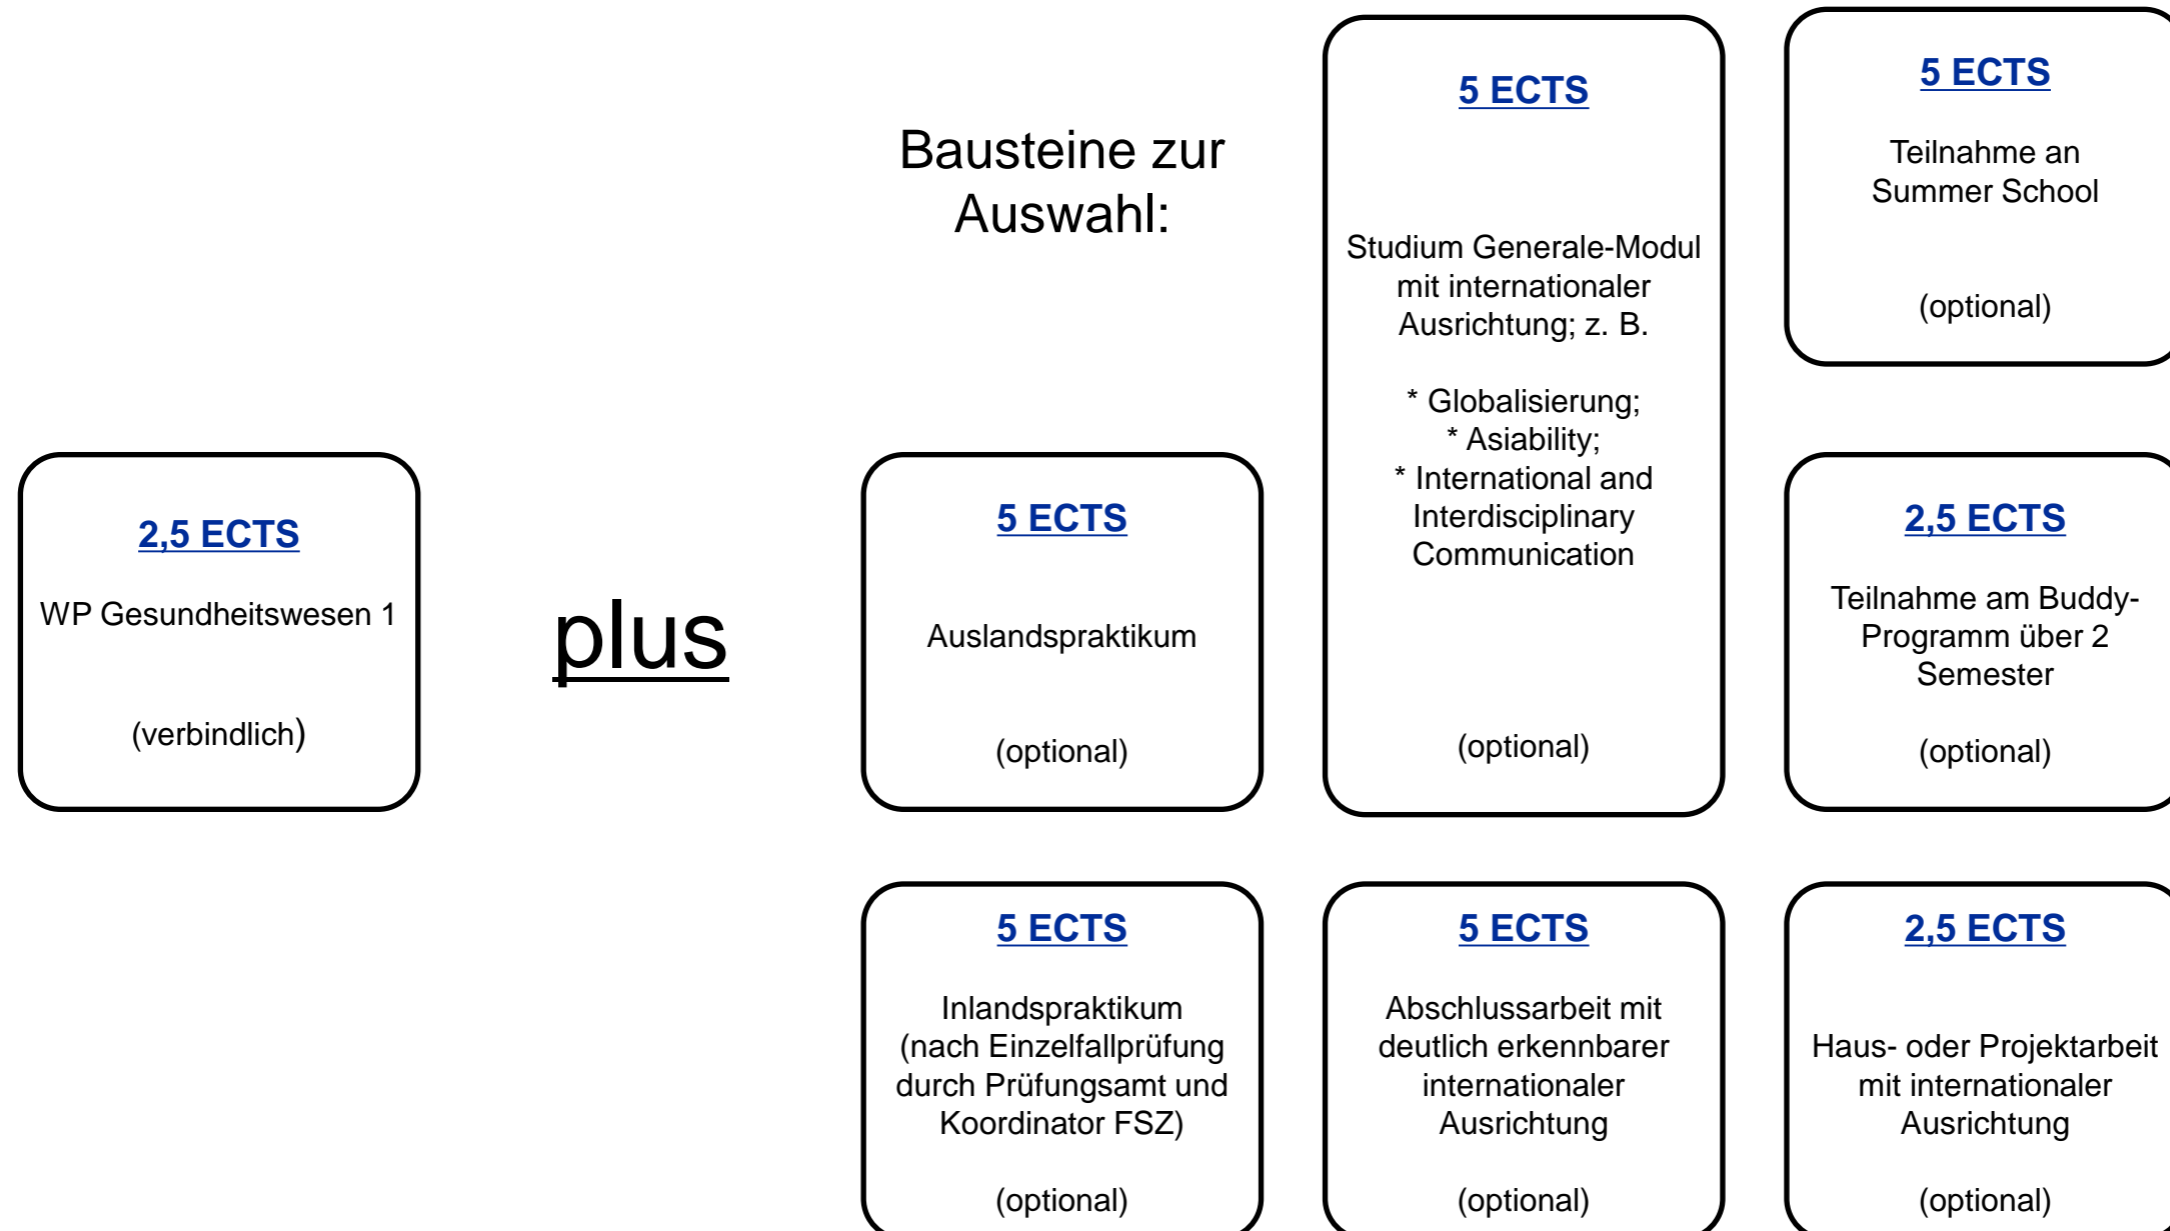 2,5 ECTS
WP Gesundheitswesen 1
(verbindlich)
plus
Bausteine zur
Auswahl:
5 ECTS
Auslandspraktikum
(optional)
5 ECTS
Studium Generale-Modul
mit internationaler
Ausrichtung; z. B.
* Globalisierung;
* Asiability;
* International and
Interdisciplinary
Communication
(optional)
5 ECTS
Teilnahme an
Summer School
(optional)
2,5 ECTS
Teilnahme am Buddy-
Programm über 2
Semester
(optional)
5 ECTS
Inlandspraktikum
(nach Einzelfallprüfung
durch Prüfungsamt und
Koordinator FSZ)
(optional)
5 ECTS
Abschlussarbeit mit
deutlich erkennbarer
internationaler
Ausrichtung
(optional)
2,5 ECTS
Haus- oder Projektarbeit
mit internationaler
Ausrichtung
(optional)